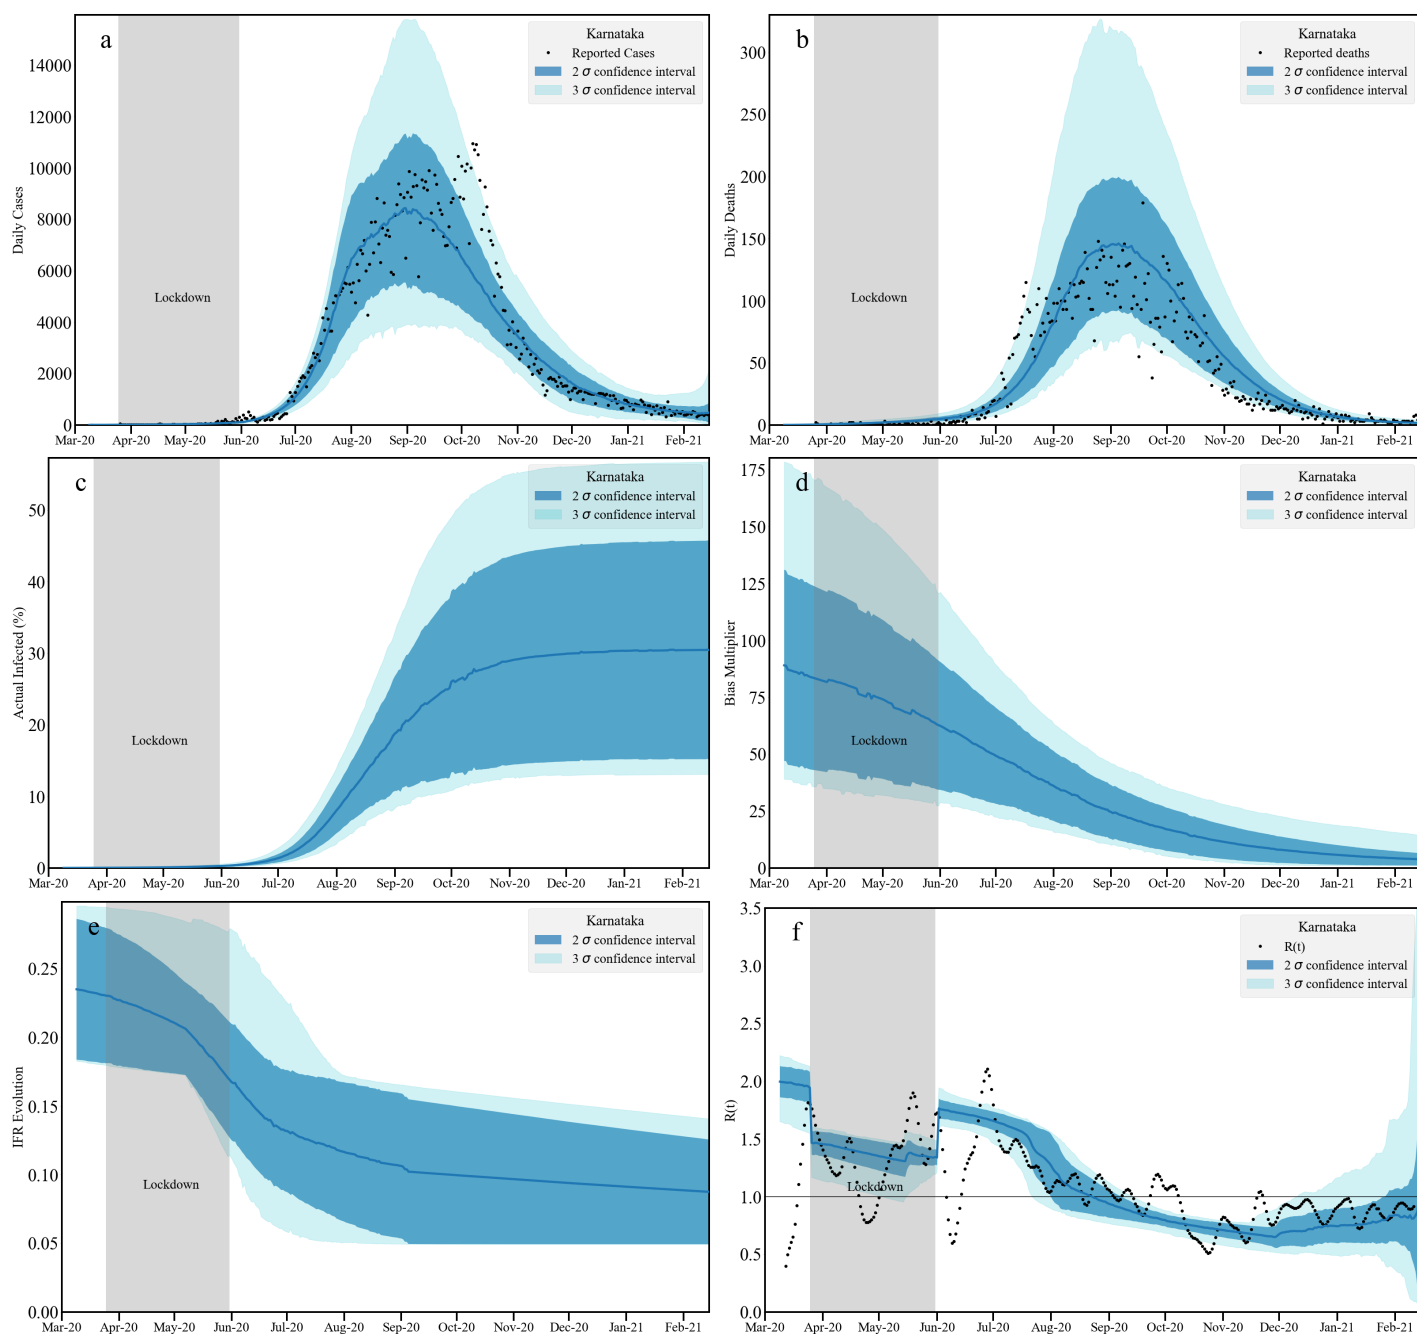 a
Karnataka
Reported Cases
2 σ confidence interval
3 σ confidence interval
Lockdown
Daily Cases
14000
12000
10000
8000
6000
4000
2000
0
Mar-20 Apr-20 May-20 Jun-20 Jul-20 Aug-20 Sep-20 Oct-20 Nov-20 Dec-20 Jan-21 Feb-21
b
Karnataka
Reported deaths
2 σ confidence interval
3 σ confidence interval
Lockdown
Daily Deaths
300
250
200
150
100
50
0
Mar-20 Apr-20 May-20 Jun-20 Jul-20 Aug-20 Sep-20 Oct-20 Nov-20 Dec-20 Jan-21 Feb-21
c
Karnataka
2 σ confidence interval
3 σ confidence interval
Lockdown
Actual Infected (%)
50
40
30
20
10
0
Mar-20 Apr-20 May-20 Jun-20 Jul-20 Aug-20 Sep-20 Oct-20 Nov-20 Dec-20 Jan-21 Feb-21
d
Karnataka
2 σ confidence interval
3 σ confidence interval
Lockdown
Bias Multiplier
175
150
125
100
75
50
25
0
Mar-20 Apr-20 May-20 Jun-20 Jul-20 Aug-20 Sep-20 Oct-20 Nov-20 Dec-20 Jan-21 Feb-21
e
Karnataka
2 σ confidence interval
3 σ confidence interval
Lockdown
IFR Evolution
0.25
0.20
0.15
0.10
0.05
0.00
Mar-20 Apr-20 May-20 Jun-20 Jul-20 Aug-20 Sep-20 Oct-20 Nov-20 Dec-20 Jan-21 Feb-21
f
Karnataka
R(t)
2 σ confidence interval
3 σ confidence interval
Lockdown
R(t)
3.5
3.0
2.5
2.0
1.5
1.0
0.5
0.0
Mar-20 Apr-20 May-20 Jun-20 Jul-20 Aug-20 Sep-20 Oct-20 Nov-20 Dec-20 Jan-21 Feb-21